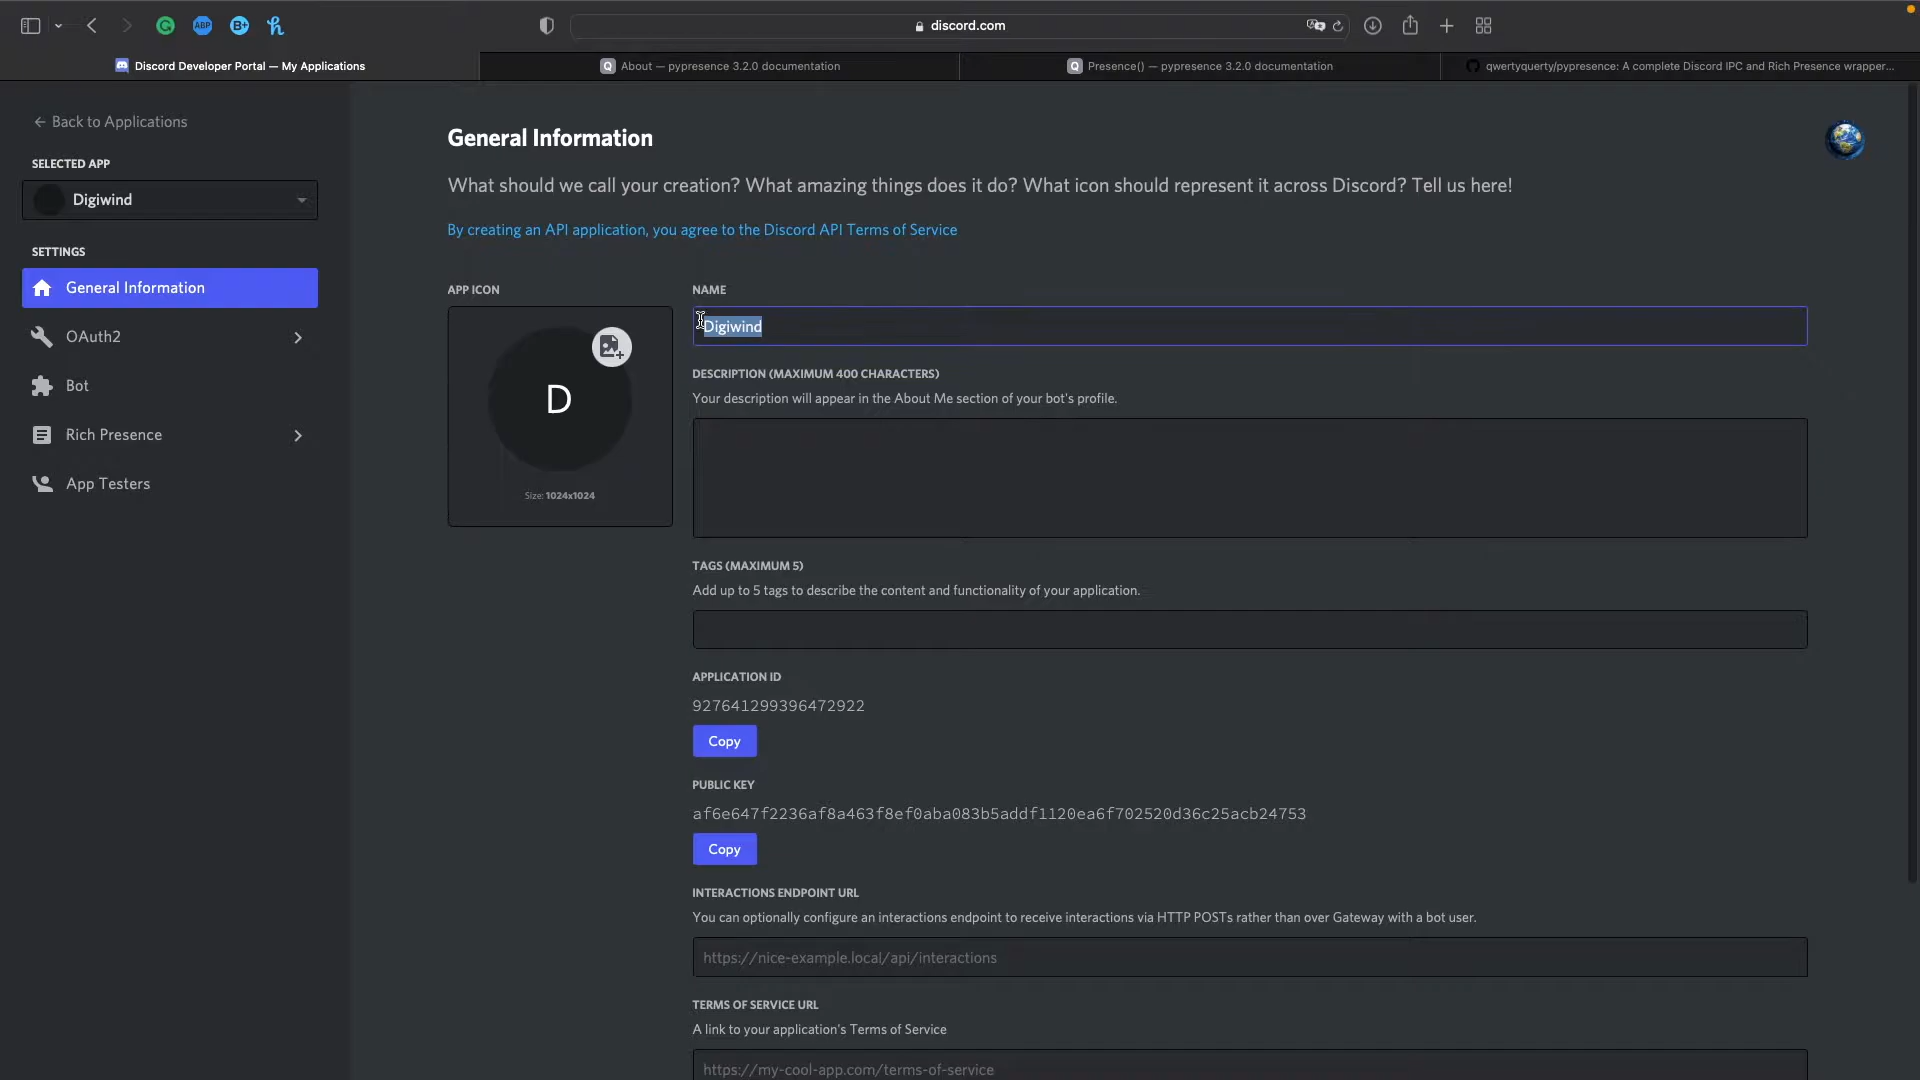 ABP
B+
discord.com
Discord Developer Portal — My Applications
About — pypresence 3.2.0 documentation
Presence() — pypresence 3.2.0 documentation
qwertyquerty/pypresence: A complete Discord IPC and Rich Presence wrapper...
← Back to Applications
SELECTED APP
Digiwind
SETTINGS
General Information
OAuth2
Bot
Rich Presence
App Testers
General Information
What should we call your creation? What amazing things does it do? What icon should represent it across Discord? Tell us here!
By creating an API application, you agree to the Discord API Terms of Service
APP ICON
D
Size: 1024x1024
NAME
Digiwind
DESCRIPTION (MAXIMUM 400 CHARACTERS)
Your description will appear in the About Me section of your bot's profile.
TAGS (MAXIMUM 5)
Add up to 5 tags to describe the content and functionality of your application.
APPLICATION ID
927641299396472922
Copy
PUBLIC KEY
af6e647f2236af8a463f8ef0aba083b5addf1120ea6f702520d36c25acb24753
Copy
INTERACTIONS ENDPOINT URL
You can optionally configure an interactions endpoint to receive interactions via HTTP POSTs rather than over Gateway with a bot user.
https://nice-example.local/api/interactions
TERMS OF SERVICE URL
A link to your application's Terms of Service
https://my-cool-app.com/terms-of-service